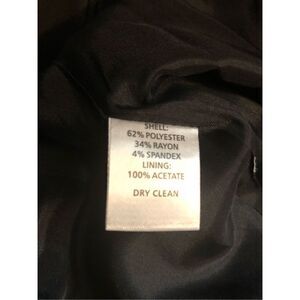 SHELL:
62% POLYESTER
34% RAYON
4% SPANDEX
LINING:
100% ACETATE
DRY CLEAN